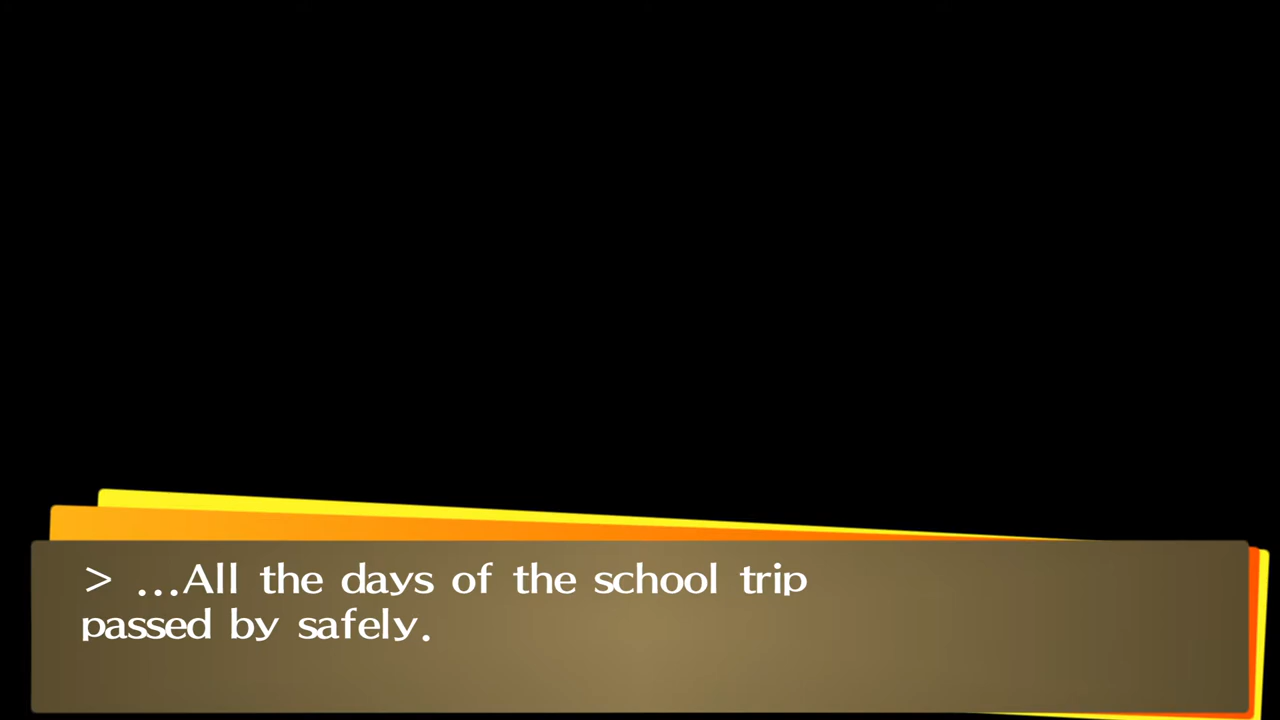 > ...All the days of the school trip
passed by safely.